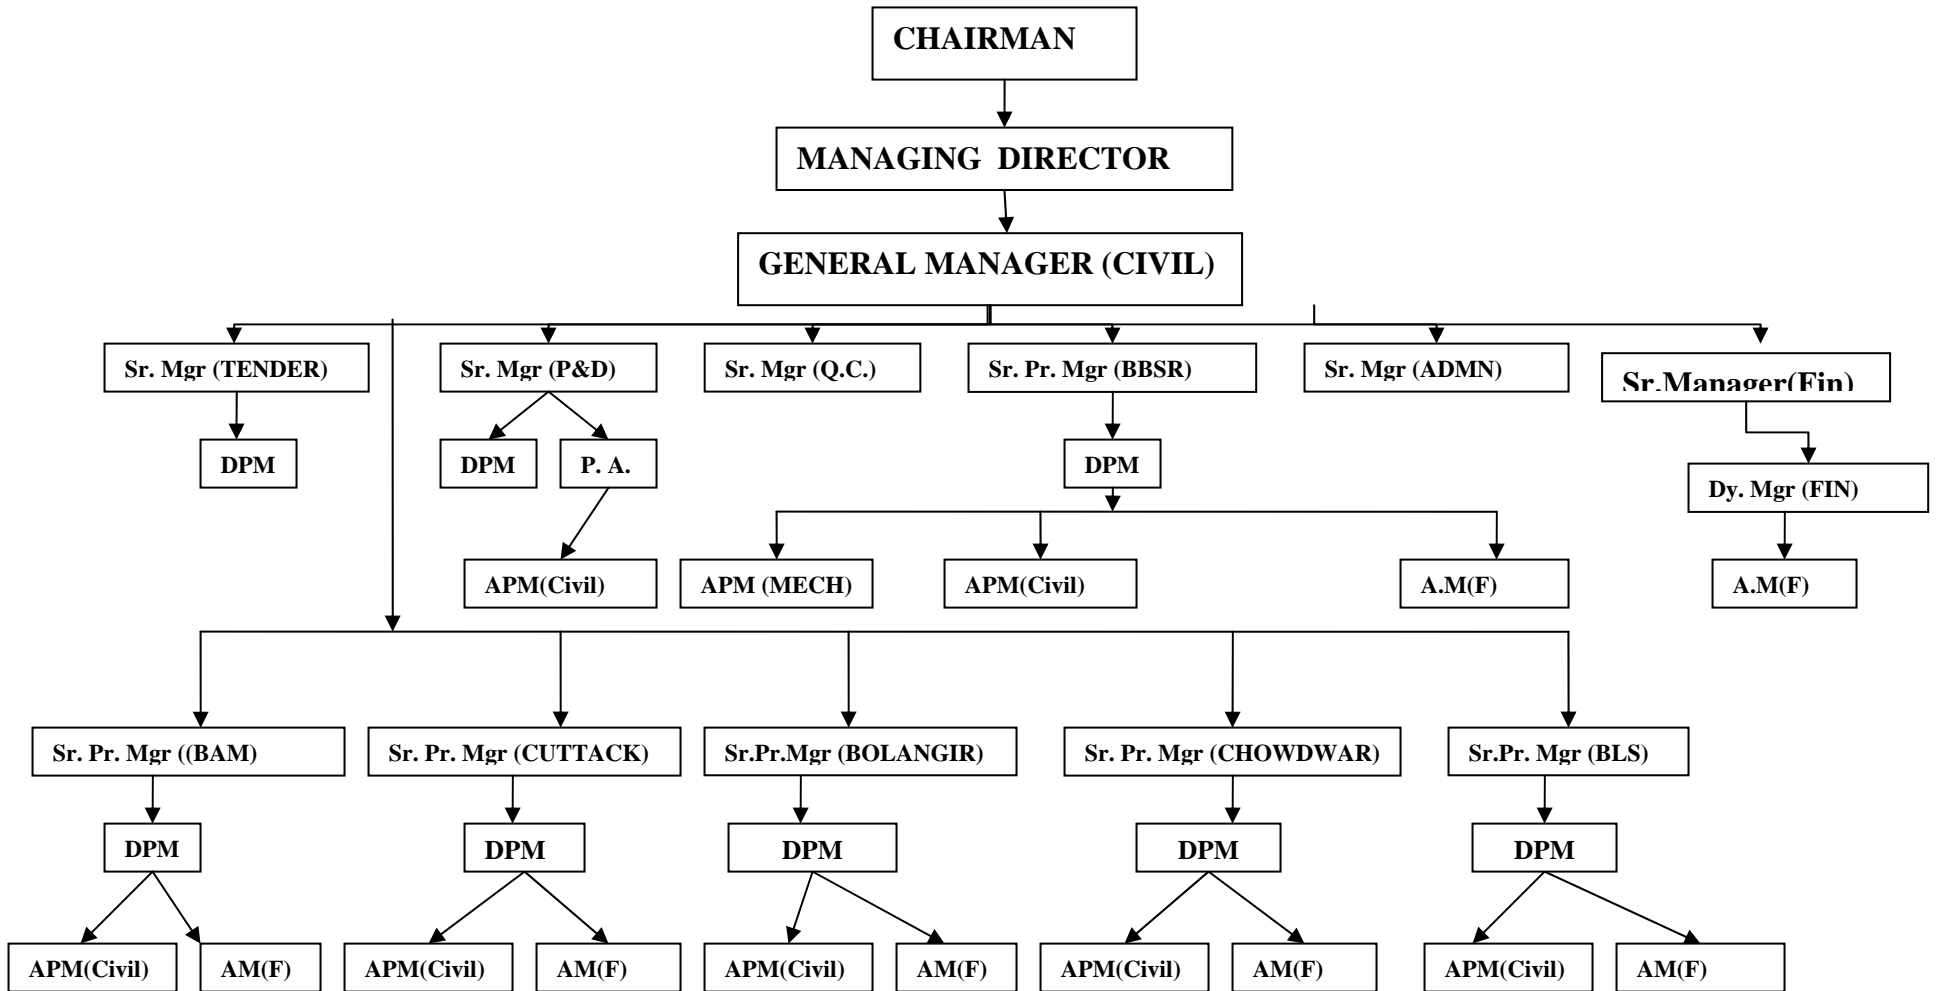 CHAIRMAN
MANAGING DIRECTOR
GENERAL MANAGER (CIVIL)
Sr. Mgr (TENDER)
Sr. Mgr (P&D)
Sr. Mgr (Q.C.)
Sr. Pr. Mgr (BBSR)
Sr. Mgr (ADMN)
Sr.Manager(Fin)
DPM
DPM
P. A.
DPM
Dy. Mgr (FIN)
APM(Civil)
APM (MECH)
APM(Civil)
A.M(F)
A.M(F)
Sr. Pr. Mgr ((BAM)
Sr. Pr. Mgr (CUTTACK)
Sr.Pr.Mgr (BOLANGIR)
Sr. Pr. Mgr (CHOWDWAR)
Sr.Pr. Mgr (BLS)
DPM
DPM
DPM
DPM
DPM
APM(Civil)
AM(F)
APM(Civil)
AM(F)
APM(Civil)
AM(F)
APM(Civil)
AM(F)
APM(Civil)
AM(F)